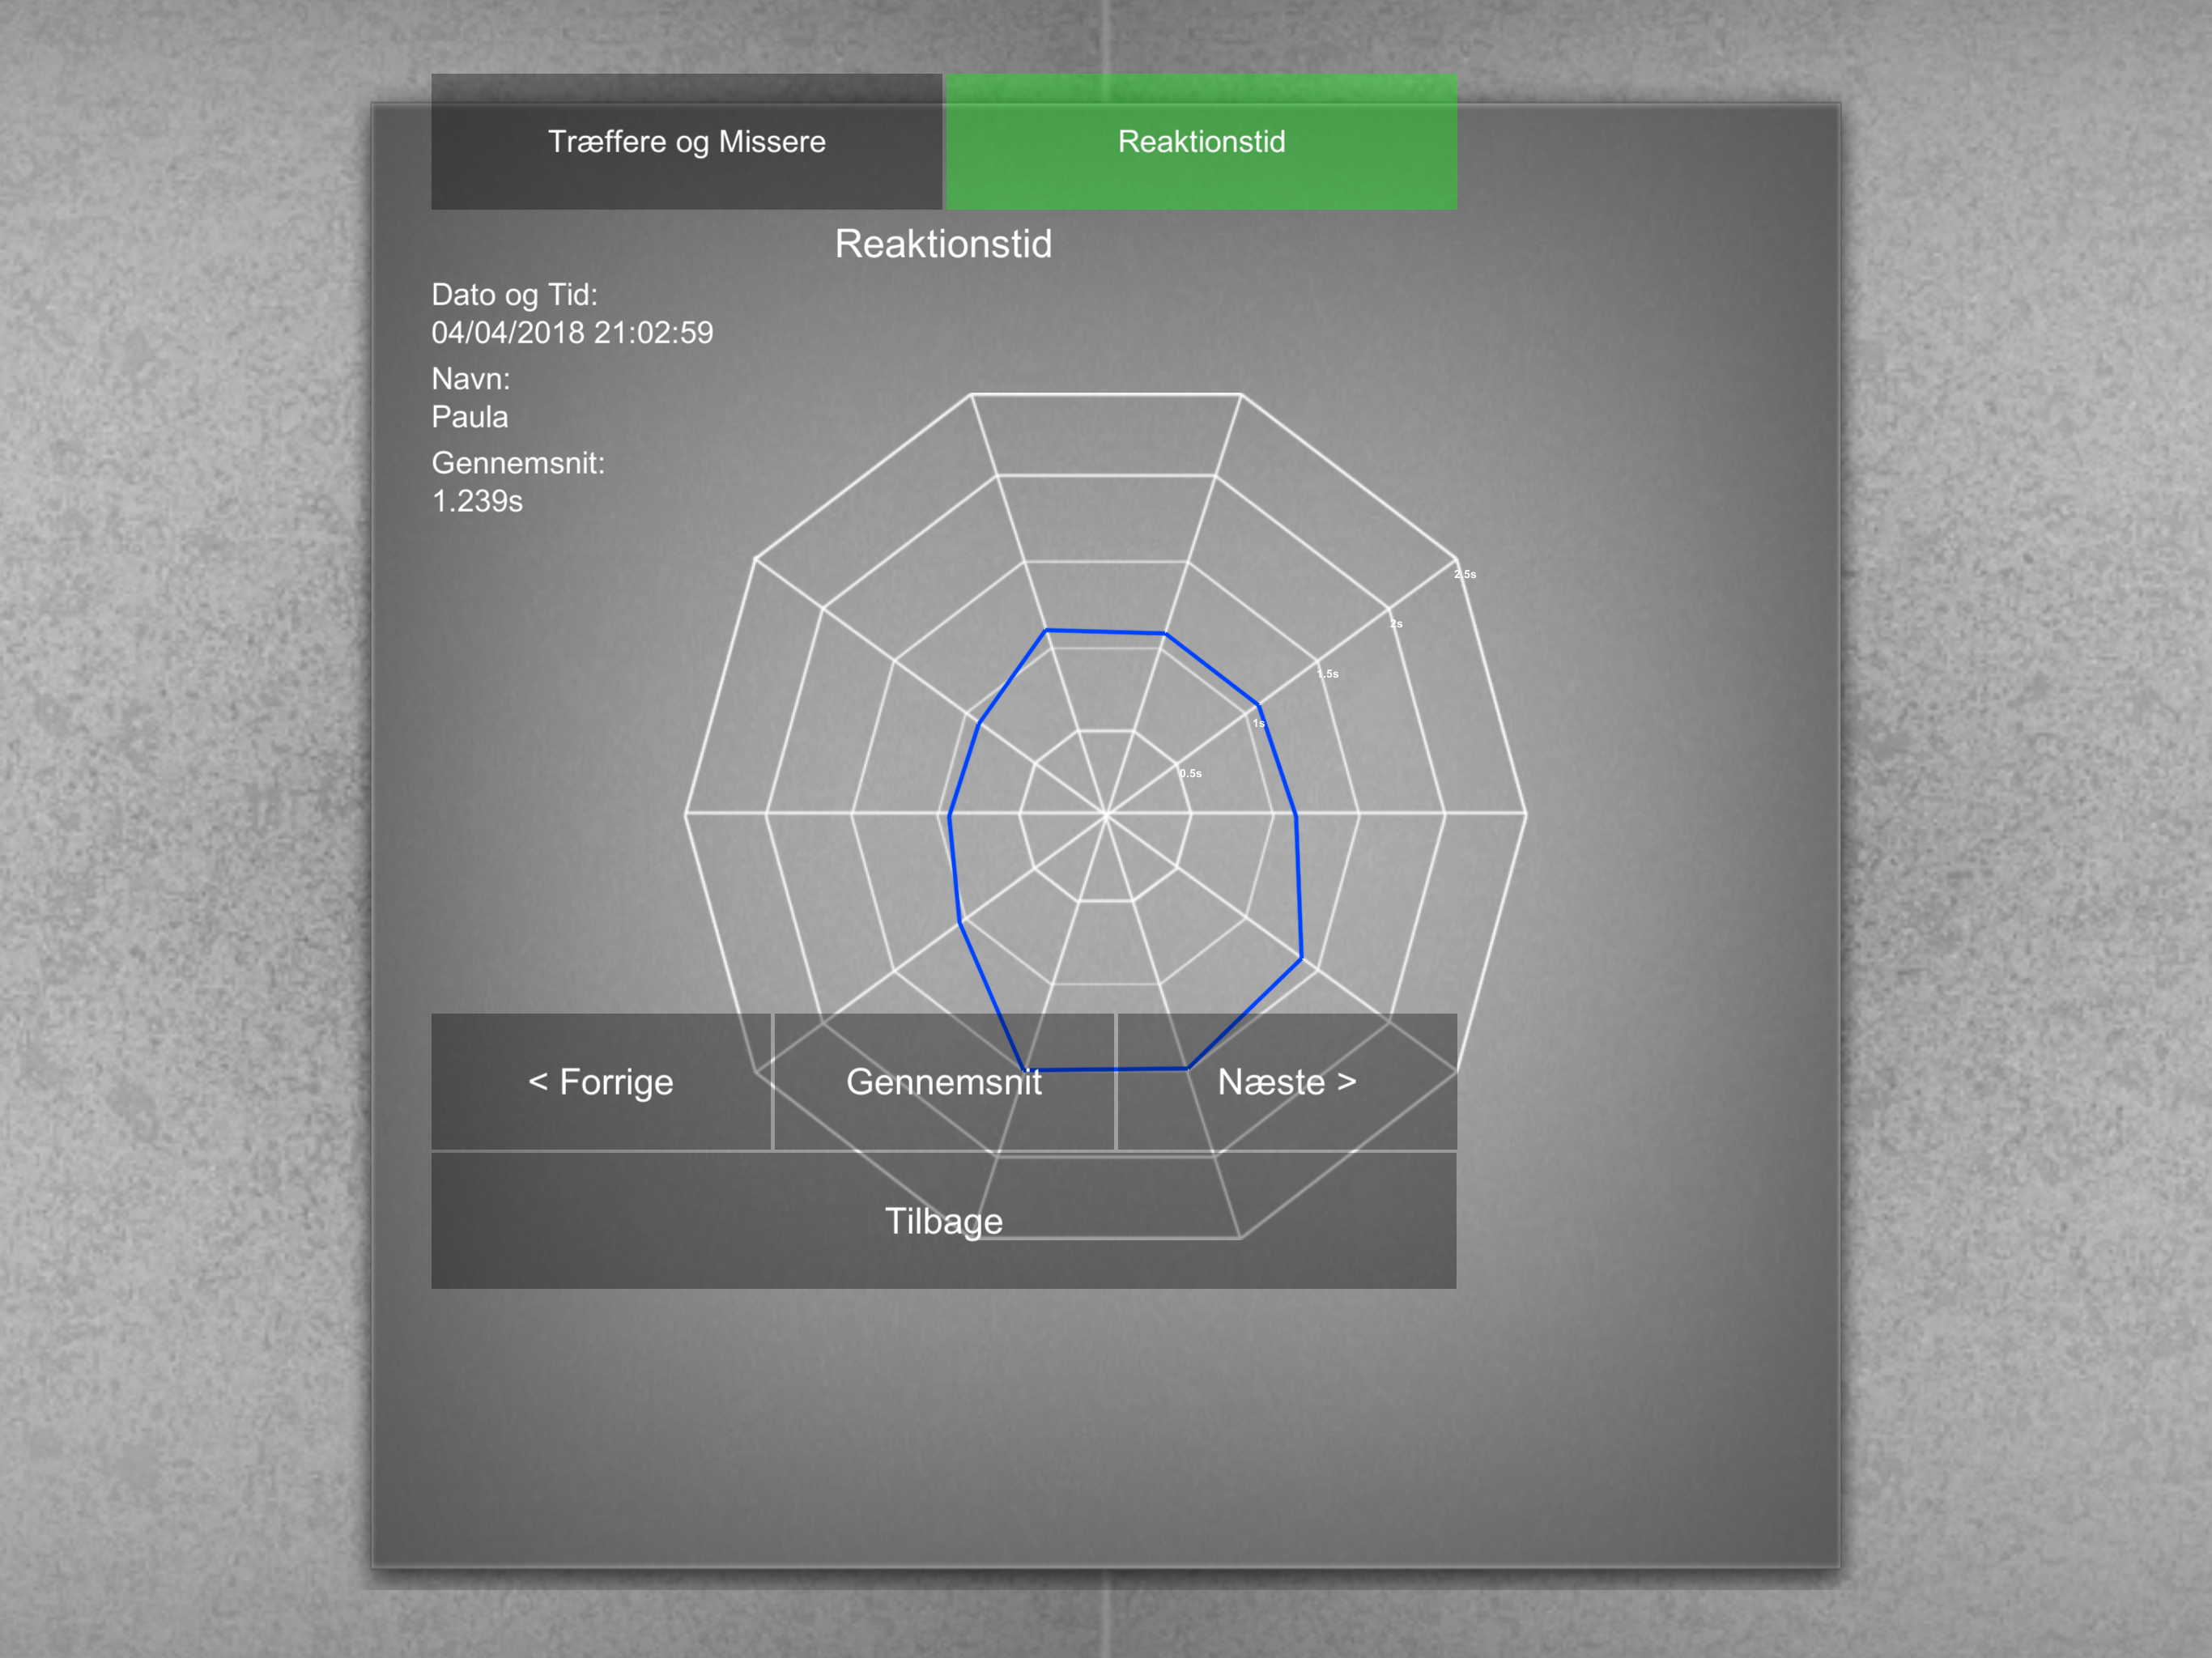 Træffere og Missere
Reaktionstid
Reaktionstid
Dato og Tid:
04/04/2018 21:02:59
Navn:
Paula
Gennemsnit:
1.239s
2.5s
2s
1.5s
1s
0.5s
< Forrige
Gennemsnit
Næste >
Tilbage